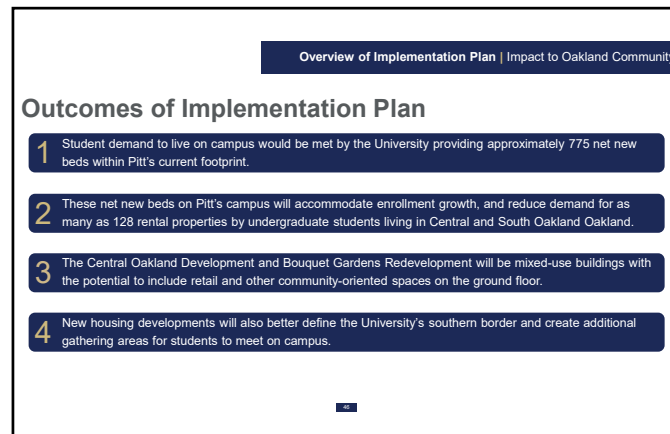 Overview of Implementation Plan | Impact to Oakland Community
Outcomes of Implementation Plan
1 Student demand to live on campus would be met by the University providing approximately 775 net new
beds within Pitt's current footprint.
2 These net new beds on Pitt's campus will accommodate enrollment growth, and reduce demand for as
many as 128 rental properties by undergraduate students living in Central and South Oakland Oakland.
3 The Central Oakland Development and Bouquet Gardens Redevelopment will be mixed-use buildings with
the potential to include retail and other community-oriented spaces on the ground floor.
4 New housing developments will also better define the University's southern border and create additional
gathering areas for students to meet on campus.
46